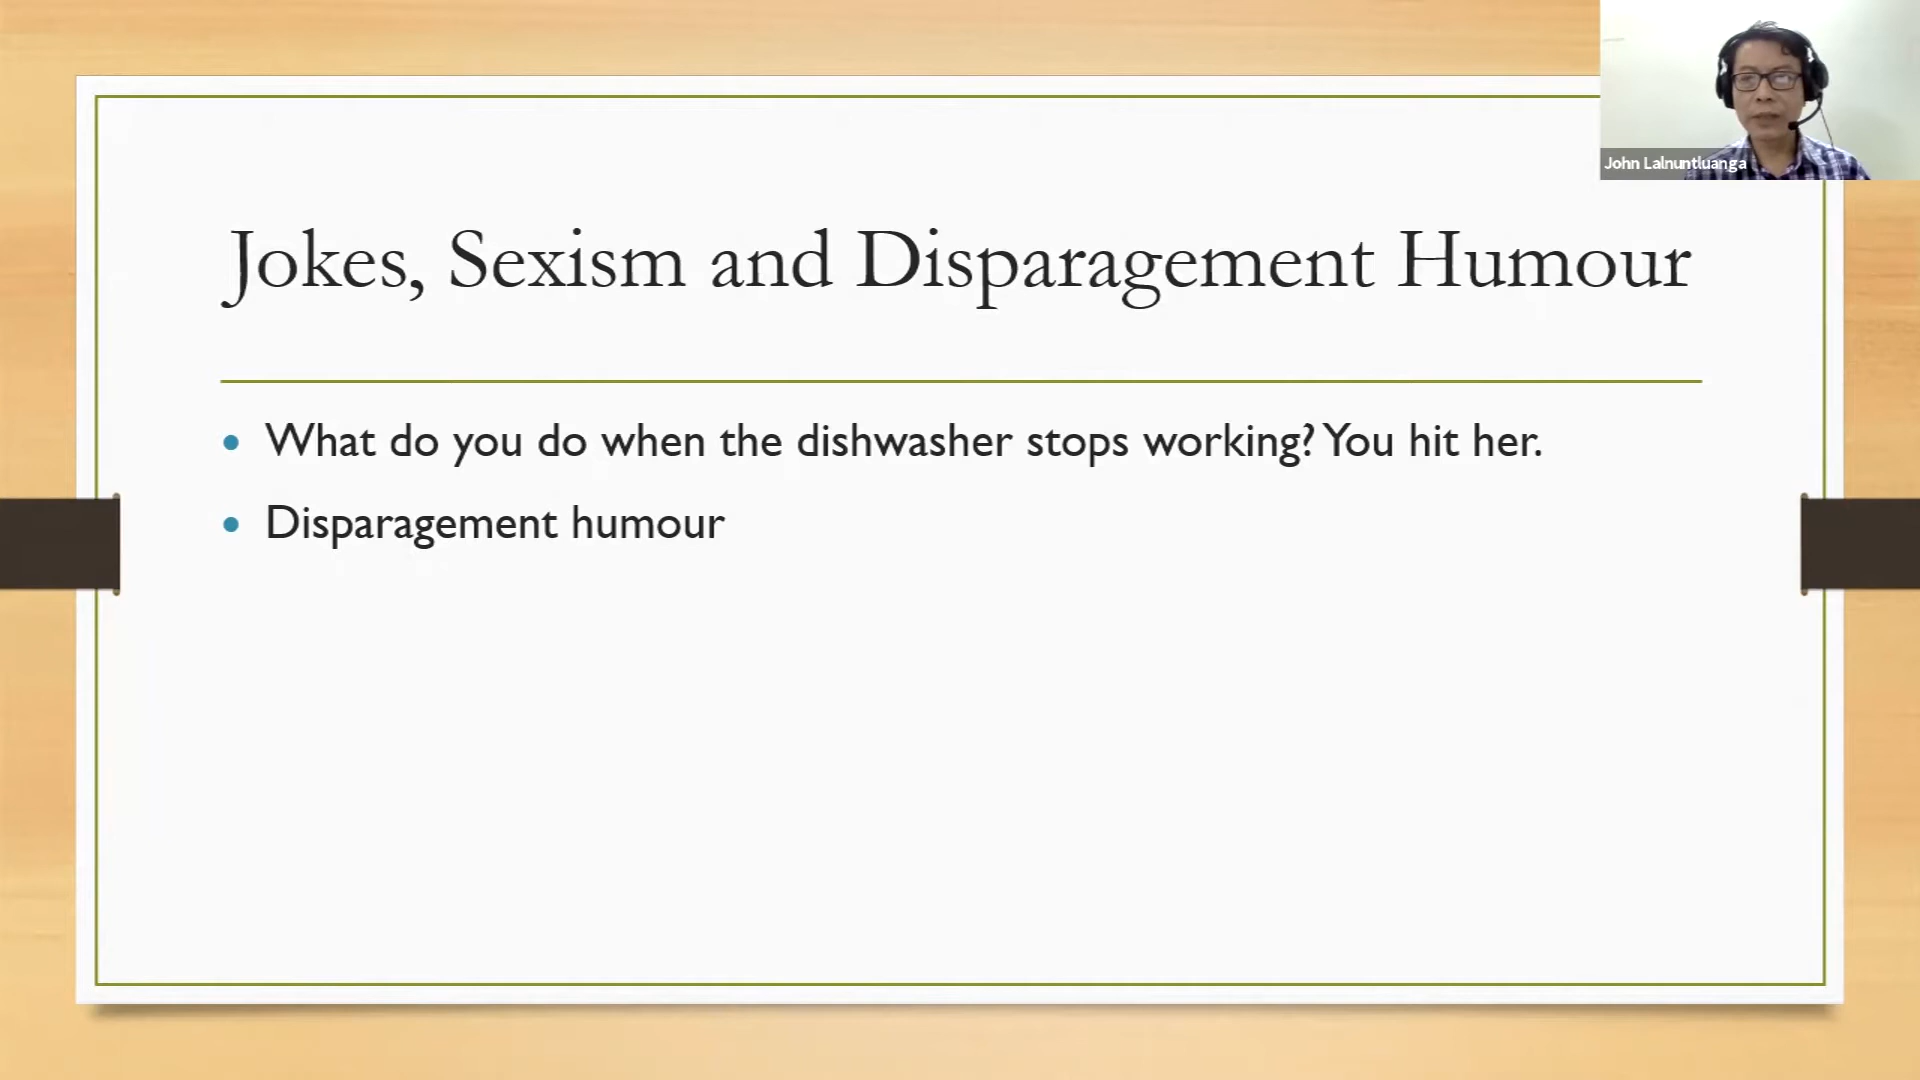 John Lalnuntluanga
Jokes, Sexism and Disparagement Humour
What do you do when the dishwasher stops working? You hit her.
Disparagement humour